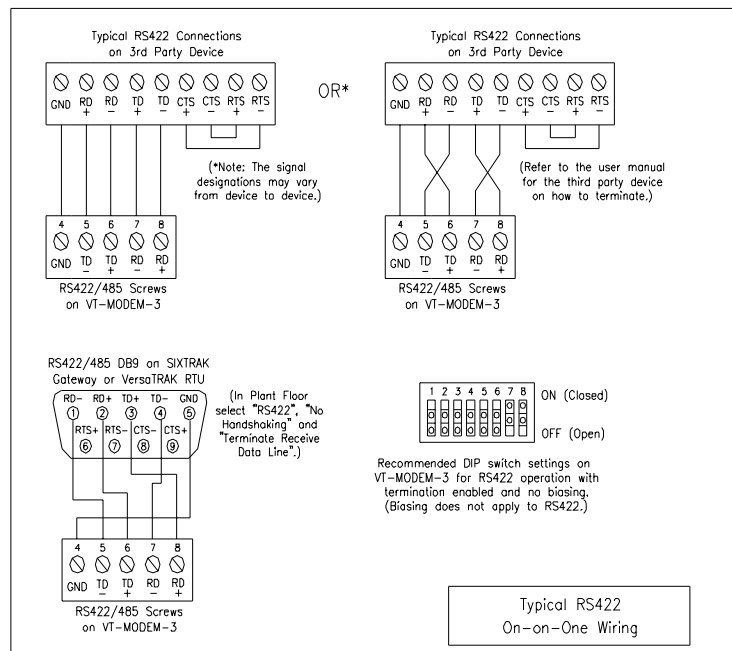 Typical RS422 Connections
on 3rd Party Device
GND RD + RD - TD + TD - CTS + CTS - RTS + RTS -
(*Note: The signal
designations may vary
from device to device.)
4 5 6 7 8
GND TD - TD + RD - RD +
RS422/485 Screws
on VT-MODEM-3
OR*
Typical RS422 Connections
on 3rd Party Device
GND RD + RD - TD + TD - CTS + CTS - RTS + RTS -
(Refer to the user manual
for the third party device
on how to terminate.)
4 5 6 7 8
GND TD - TD + RD - RD +
RS422/485 Screws
on VT-MODEM-3
RS422/485 DB9 on SIXTRAK
Gateway or VersaTRAK RTU
RD- RD+ TD+ TD- GND
1 2 3 4 5
RTS+ RTS- CTS- CTS+
6 7 8 9
(In Plant Floor
select "RS422", "No
Handshaking" and
"Terminate Receive
Data Line".)
4 5 6 7 8
GND TD - TD + RD - RD +
RS422/485 Screws
on VT-MODEM-3
1 2 3 4 5 6 7 8
ON (Closed)
OFF (Open)
Recommended DIP switch settings on
VT-MODEM-3 for RS422 operation with
termination enabled and no biasing.
(Biasing does not apply to RS422.)
Typical RS422
On-on-One Wiring